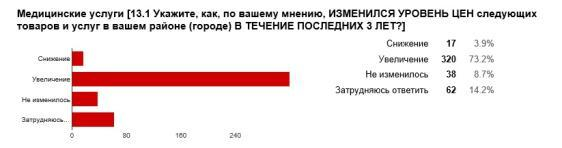 Медицинские услуги [13.1 Укажите, как, по вашему мнению, ИЗМЕНИЛСЯ УРОВЕНЬ ЦЕН следующих
товаров и услуг в вашем районе (городе) В ТЕЧЕНИЕ ПОСЛЕДНИХ 3 ЛЕТ?]
Снижение
Увеличение
Не изменилось
Затрудняюсь...
0 80 160 240
Снижение 17 3.9%
Увеличение 320 73.2%
Не изменилось 38 8.7%
Затрудняюсь ответить 62 14.2%